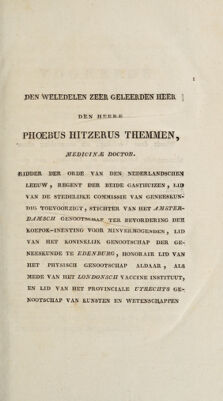 DEN WELEDELEN ZEER GELEERDEN HEER
DEN HEERE
PHŒBUS HITZERUS THEMMEN,
MEDICINÆ DOCTOR.
RIDDER DER ORDE VAN DEN NEDERLANDSCHEN
LEEUW, REGENT DER BEIDE GASTHUIZEN, LID
VAN DE STEDELIJKE COMMISSIE VAN GENEESKUN-
DIG TOEVOORZIGT, STICHTER VAN HET AMSTER-
DAMSCH GENOOTSCHAP TER BEVORDERING DER
KOEPOK-INENTING VOOR MINVERMOGENDEN, LID
VAN HET KONINKLIJK GENOOTSCHAP DER GE-
NEESKUNDE TE EDENBURG, HONORAIR LID VAN
HET PHYSISCH GENOOTSCHAP ALDAAR, ALS
MEDE VAN HET LONDONSCH VACCINE INSTITUUT,
EN LID VAN HET PROVINCIALE UTRECHTS GE-
NOOTSCHAP VAN KUNSTEN EN WETENSCHAPPEN